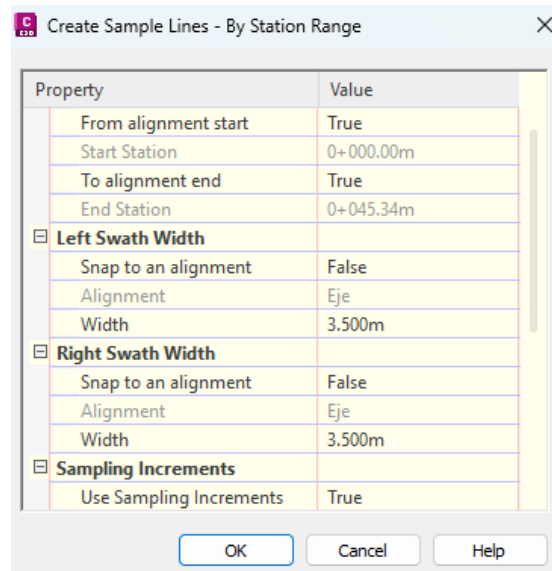 C
C3D
Create Sample Lines - By Station Range
Property Value
From alignment start True
Start Station 0+000.00m
To alignment end True
End Station 0+045.34m
Left Swath Width
Snap to an alignment False
Alignment Eje
Width 3.500m
Right Swath Width
Snap to an alignment False
Alignment Eje
Width 3.500m
Sampling Increments
Use Sampling Increments True
OK Cancel Help